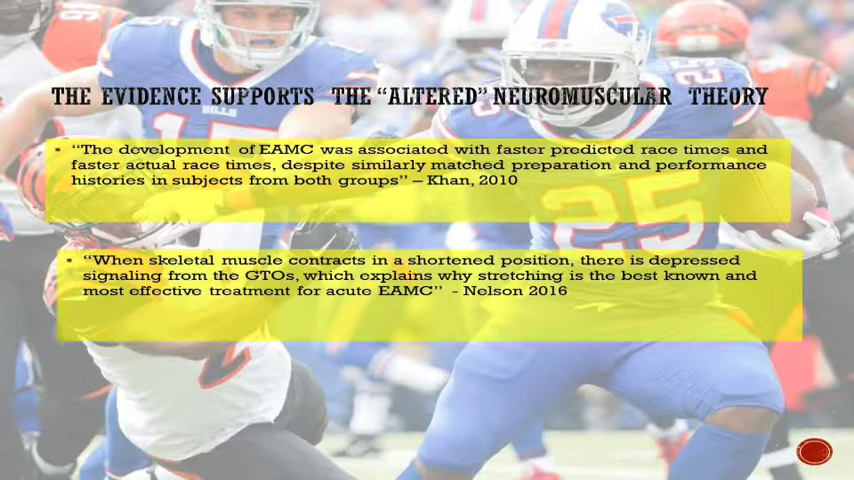 THE EVIDENCE SUPPORTS THE "ALTERED" NEUROMUSCULAR THEORY
▪ "The development of EAMC was associated with faster predicted race times and
faster actual race times, despite similarly matched preparation and performance
histories in subjects from both groups" – Khan, 2010
▪ "When skeletal muscle contracts in a shortened position, there is depressed
signaling from the GTOs, which explains why stretching is the best known and
most effective treatment for acute EAMC" - Nelson 2016
BILLS
25
25